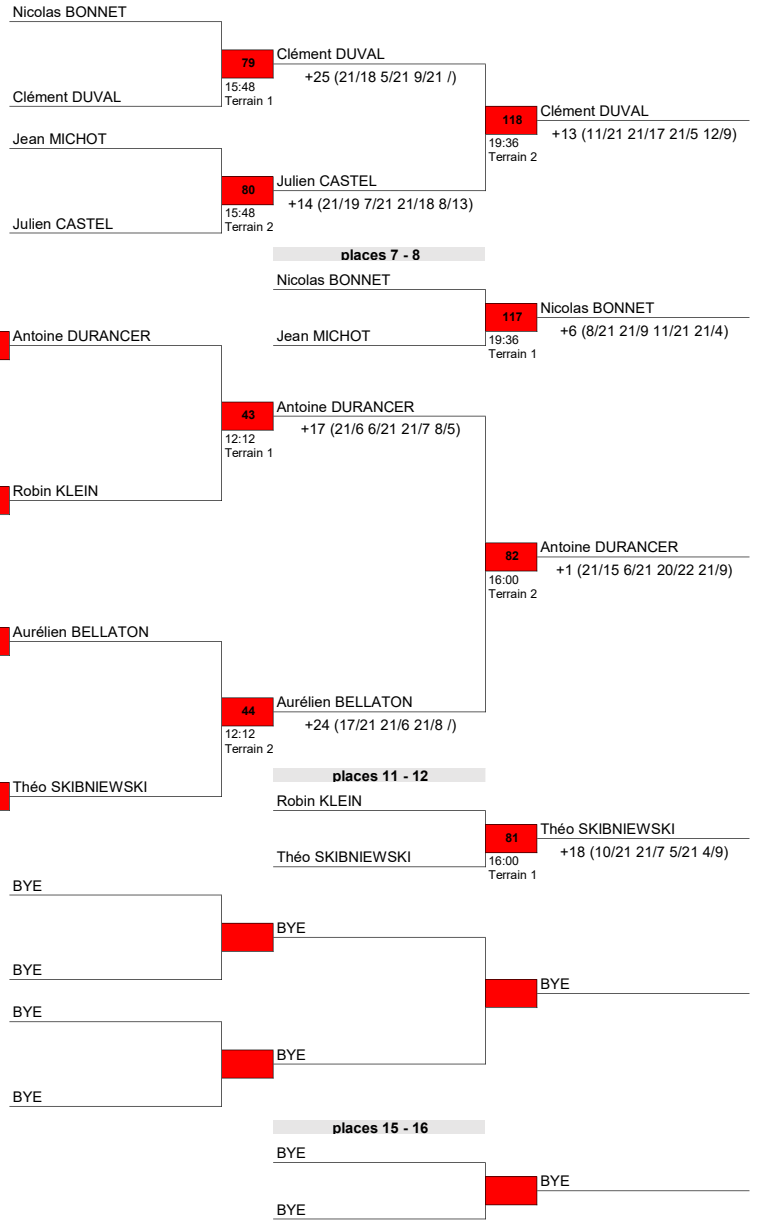 Nicolas BONNET
79
Clément DUVAL
+25 (21/18 5/21 9/21 /)
15:48
Terrain 1
Clément DUVAL
118
Clément DUVAL
+13 (11/21 21/17 21/5 12/9)
19:36
Terrain 2
Jean MICHOT
80
Julien CASTEL
+14 (21/19 7/21 21/18 8/13)
15:48
Terrain 2
Julien CASTEL
places 7 - 8
Nicolas BONNET
117
Nicolas BONNET
+6 (8/21 21/9 11/21 21/4)
19:36
Terrain 1
Jean MICHOT
Antoine DURANCER
43
Antoine DURANCER
+17 (21/6 6/21 21/7 8/5)
12:12
Terrain 1
Robin KLEIN
82
Antoine DURANCER
+1 (21/15 6/21 20/22 21/9)
16:00
Terrain 2
Aurélien BELLATON
44
Aurélien BELLATON
+24 (17/21 21/6 21/8 /)
12:12
Terrain 2
Théo SKIBNIEWSKI
places 11 - 12
Robin KLEIN
81
Théo SKIBNIEWSKI
+18 (10/21 21/7 5/21 4/9)
16:00
Terrain 1
Théo SKIBNIEWSKI
BYE
BYE
BYE
BYE
BYE
BYE
BYE
places 15 - 16
BYE
BYE
BYE